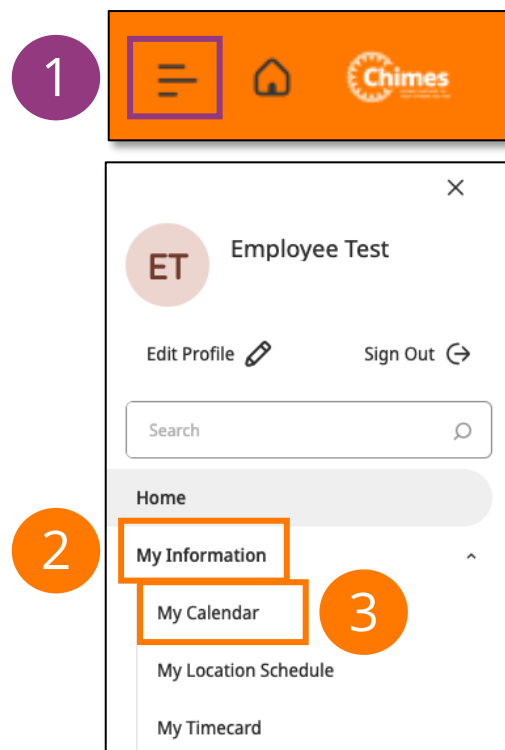 1
Chimes
ET
Employee Test
Edit Profile
Sign Out
Search
Home
2
My Information
My Calendar
3
My Location Schedule
My Timecard